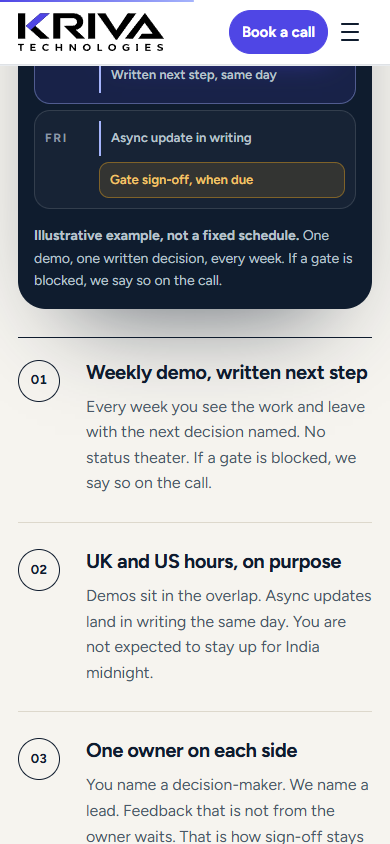 KRIVA
TECHNOLOGIES
Book a call
Written next step, same day
FRI
Async update in writing
Gate sign-off, when due
Illustrative example, not a fixed schedule. One
demo, one written decision, every week. If a gate is
blocked, we say so on the call.
01
Weekly demo, written next step
Every week you see the work and leave
with the next decision named. No
status theater. If a gate is blocked, we
say so on the call.
02
UK and US hours, on purpose
Demos sit in the overlap. Async updates
land in writing the same day. You are
not expected to stay up for India
midnight.
03
One owner on each side
You name a decision-maker. We name a
lead. Feedback that is not from the
owner waits. That is how sign-off stays